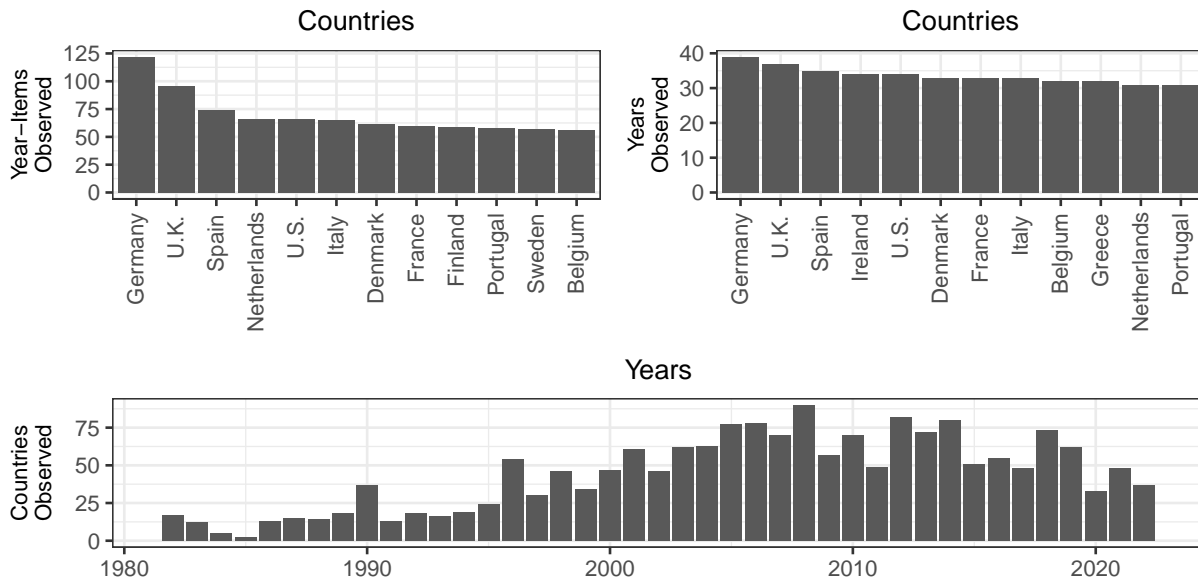 Countries
Year−Items
Observed
125
100
75
50
25
0
Germany
U.K.
Spain
Netherlands
U.S.
Italy
Denmark
France
Finland
Portugal
Sweden
Belgium
Countries
Years
Observed
40
30
20
10
0
Germany
U.K.
Spain
Ireland
U.S.
Denmark
France
Italy
Belgium
Greece
Netherlands
Portugal
Years
Countries
Observed
75
50
25
0
1980
1990
2000
2010
2020